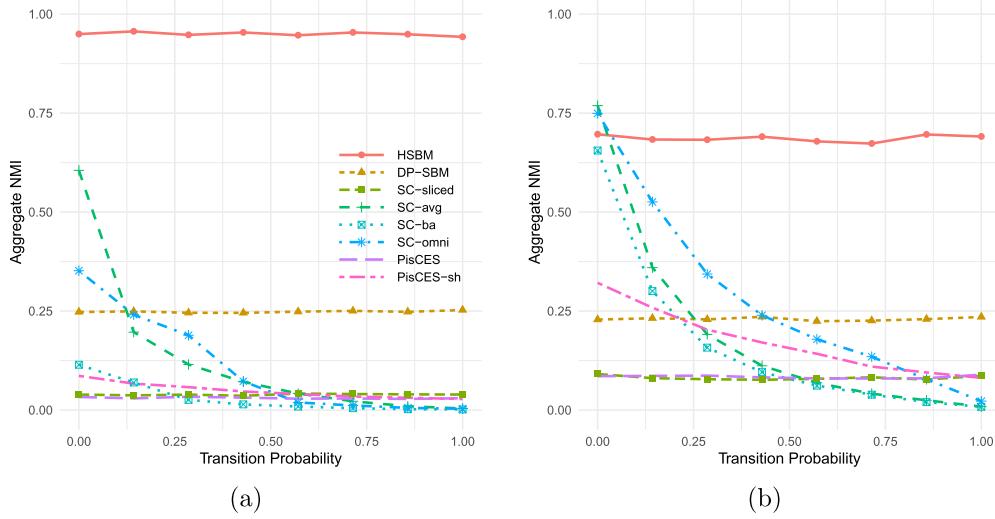 1.00
0.75
0.50
0.25
0.00
Aggregate NMI
0.00 0.25 0.50 0.75 1.00
Transition Probability
HSBM
DP−SBM
SC−sliced
SC−avg
SC−ba
SC−omni
PisCES
PisCES−sh
(a)
1.00
0.75
0.50
0.25
0.00
Aggregate NMI
0.00 0.25 0.50 0.75 1.00
Transition Probability
(b)